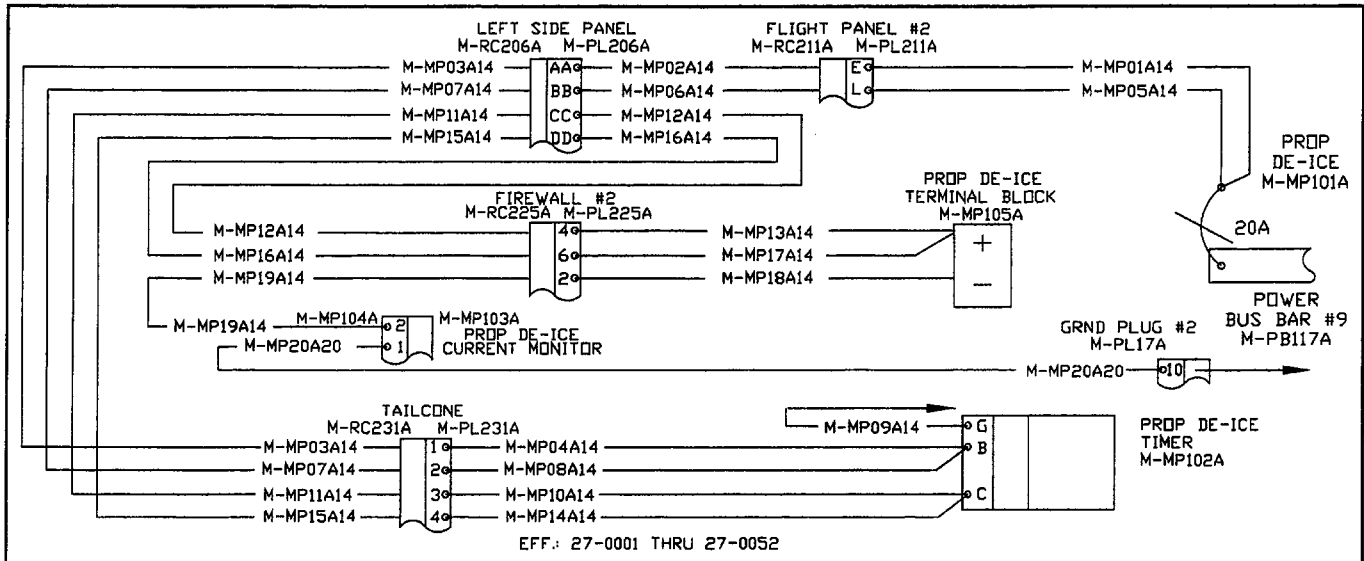 LEFT SIDE PANEL
M-RC206A M-PL206A
FLIGHT PANEL #2
M-RC211A M-PL211A
M-MP03A14 AA M-MP02A14 E M-MP01A14
M-MP07A14 BB M-MP06A14 L M-MP05A14
M-MP11A14 CC M-MP12A14
M-MP15A14 DD M-MP16A14
PROP
DE-ICE
M-MP101A
20A
POWER
BUS BAR #9
M-PB117A
FIREWALL #2
M-RC225A M-PL225A
PROP DE-ICE
TERMINAL BLOCK
M-MP105A
M-MP12A14 4 M-MP13A14 +
M-MP16A14 6 M-MP17A14
M-MP19A14 2 M-MP18A14 -
M-MP19A14 M-MP104A 2 M-MP103A
M-MP20A20 1 PROP DE-ICE
CURRENT MONITOR
GRND PLUG #2
M-PL17A
M-MP20A20 10
TAILCONE
M-RC231A M-PL231A
M-MP09A14 G
M-MP03A14 1 M-MP04A14 B
M-MP07A14 2 M-MP08A14
M-MP11A14 3 M-MP10A14 C
M-MP15A14 4 M-MP14A14
PROP DE-ICE
TIMER
M-MP102A
EFF.: 27-0001 THRU 27-0052